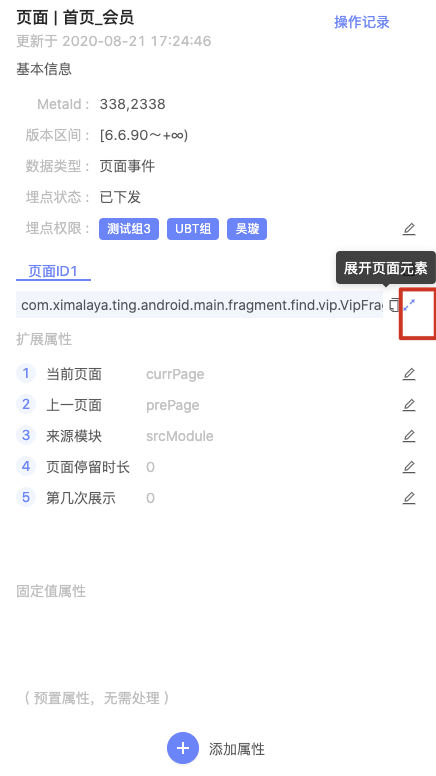 页面 | 首页_会员
操作记录
更新于 2020-08-21 17:24:46
基本信息
MetaId : 338,2338
版本区间 : [6.6.90～+∞)
数据类型 : 页面事件
埋点状态 : 已下发
埋点权限 : 测试组3 UBT组 吴璇
页面ID1
展开页面元素
com.ximalaya.ting.android.main.fragment.find.vip.VipFra
扩展属性
1 当前页面 currPage
2 上一页面 prePage
3 来源模块 srcModule
4 页面停留时长 0
5 第几次展示 0
固定值属性
（ 预置属性，无需处理 ）
添加属性